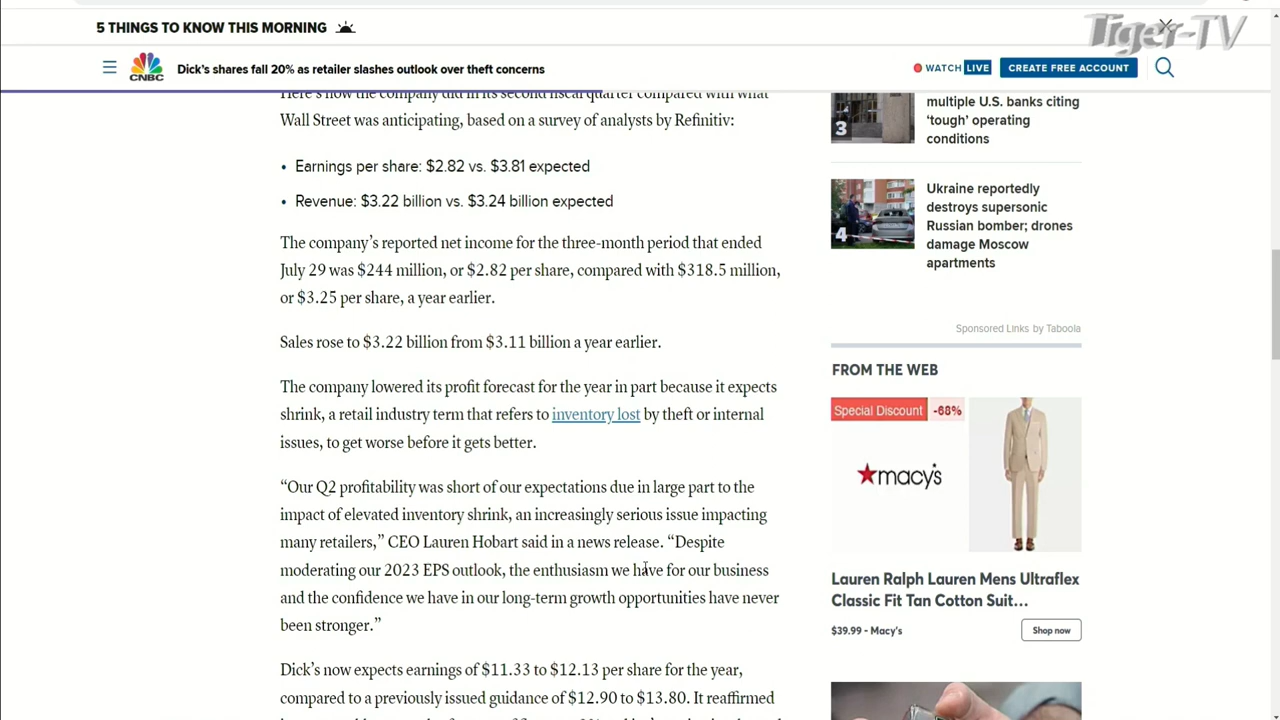 5 THINGS TO KNOW THIS MORNING
Tiger-TV
CNBC
Dick's shares fall 20% as retailer slashes outlook over theft concerns
WATCH LIVE
CREATE FREE ACCOUNT
Here's how the company did in its second fiscal quarter compared with what
Wall Street was anticipating, based on a survey of analysts by Refinitiv:
• Earnings per share: $2.82 vs. $3.81 expected
• Revenue: $3.22 billion vs. $3.24 billion expected
The company’s reported net income for the three-month period that ended
July 29 was $244 million, or $2.82 per share, compared with $318.5 million,
or $3.25 per share, a year earlier.
Sales rose to $3.22 billion from $3.11 billion a year earlier.
The company lowered its profit forecast for the year in part because it expects
shrink, a retail industry term that refers to inventory lost by theft or internal
issues, to get worse before it gets better.
“Our Q2 profitability was short of our expectations due in large part to the
impact of elevated inventory shrink, an increasingly serious issue impacting
many retailers,” CEO Lauren Hobart said in a news release. “Despite
moderating our 2023 EPS outlook, the enthusiasm we have for our business
and the confidence we have in our long-term growth opportunities have never
been stronger.”
Dick’s now expects earnings of $11.33 to $12.13 per share for the year,
compared to a previously issued guidance of $12.90 to $13.80. It reaffirmed
3
multiple U.S. banks citing
‘tough’ operating
conditions
4
Ukraine reportedly
destroys supersonic
Russian bomber; drones
damage Moscow
apartments
Sponsored Links by Taboola
FROM THE WEB
Special Discount -68%
macy's
Lauren Ralph Lauren Mens Ultraflex
Classic Fit Tan Cotton Suit…
$39.99 - Macy's
Shop now